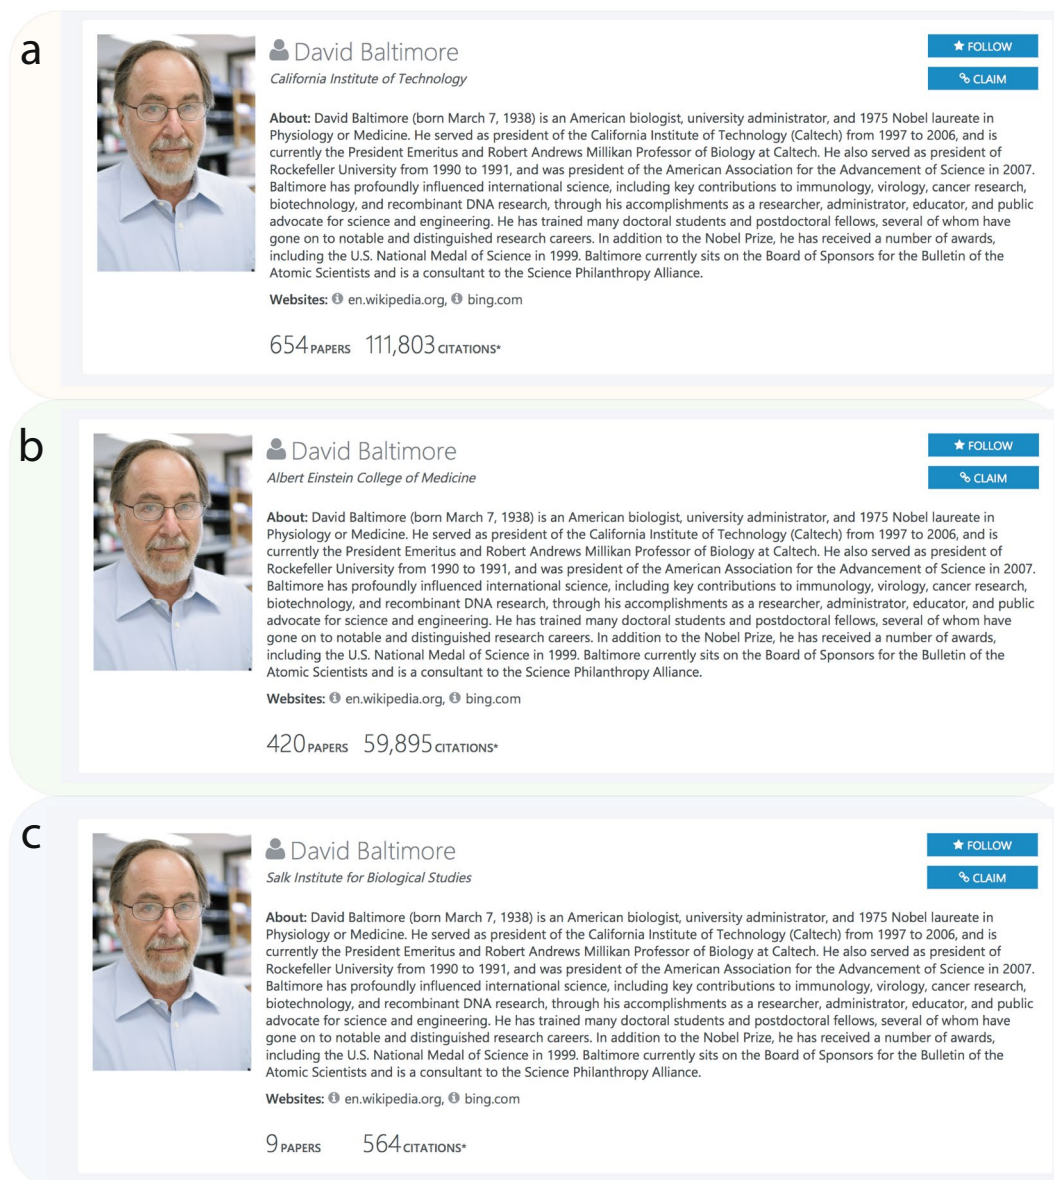 a
David Baltimore
FOLLOW
California Institute of Technology
CLAIM
About: David Baltimore (born March 7, 1938) is an American biologist, university administrator, and 1975 Nobel laureate in
Physiology or Medicine. He served as president of the California Institute of Technology (Caltech) from 1997 to 2006, and is
currently the President Emeritus and Robert Andrews Millikan Professor of Biology at Caltech. He also served as president of
Rockefeller University from 1990 to 1991, and was president of the American Association for the Advancement of Science in 2007.
Baltimore has profoundly influenced international science, including key contributions to immunology, virology, cancer research,
biotechnology, and recombinant DNA research, through his accomplishments as a researcher, administrator, educator, and public
advocate for science and engineering. He has trained many doctoral students and postdoctoral fellows, several of whom have
gone on to notable and distinguished research careers. In addition to the Nobel Prize, he has received a number of awards,
including the U.S. National Medal of Science in 1999. Baltimore currently sits on the Board of Sponsors for the Bulletin of the
Atomic Scientists and is a consultant to the Science Philanthropy Alliance.
Websites: en.wikipedia.org, bing.com
654 PAPERS 111,803 CITATIONS*
b
David Baltimore
FOLLOW
Albert Einstein College of Medicine
CLAIM
About: David Baltimore (born March 7, 1938) is an American biologist, university administrator, and 1975 Nobel laureate in
Physiology or Medicine. He served as president of the California Institute of Technology (Caltech) from 1997 to 2006, and is
currently the President Emeritus and Robert Andrews Millikan Professor of Biology at Caltech. He also served as president of
Rockefeller University from 1990 to 1991, and was president of the American Association for the Advancement of Science in 2007.
Baltimore has profoundly influenced international science, including key contributions to immunology, virology, cancer research,
biotechnology, and recombinant DNA research, through his accomplishments as a researcher, administrator, educator, and public
advocate for science and engineering. He has trained many doctoral students and postdoctoral fellows, several of whom have
gone on to notable and distinguished research careers. In addition to the Nobel Prize, he has received a number of awards,
including the U.S. National Medal of Science in 1999. Baltimore currently sits on the Board of Sponsors for the Bulletin of the
Atomic Scientists and is a consultant to the Science Philanthropy Alliance.
Websites: en.wikipedia.org, bing.com
420 PAPERS 59,895 CITATIONS*
c
David Baltimore
FOLLOW
Salk Institute for Biological Studies
CLAIM
About: David Baltimore (born March 7, 1938) is an American biologist, university administrator, and 1975 Nobel laureate in
Physiology or Medicine. He served as president of the California Institute of Technology (Caltech) from 1997 to 2006, and is
currently the President Emeritus and Robert Andrews Millikan Professor of Biology at Caltech. He also served as president of
Rockefeller University from 1990 to 1991, and was president of the American Association for the Advancement of Science in 2007.
Baltimore has profoundly influenced international science, including key contributions to immunology, virology, cancer research,
biotechnology, and recombinant DNA research, through his accomplishments as a researcher, administrator, educator, and public
advocate for science and engineering. He has trained many doctoral students and postdoctoral fellows, several of whom have
gone on to notable and distinguished research careers. In addition to the Nobel Prize, he has received a number of awards,
including the U.S. National Medal of Science in 1999. Baltimore currently sits on the Board of Sponsors for the Bulletin of the
Atomic Scientists and is a consultant to the Science Philanthropy Alliance.
Websites: en.wikipedia.org, bing.com
9 PAPERS 564 CITATIONS*